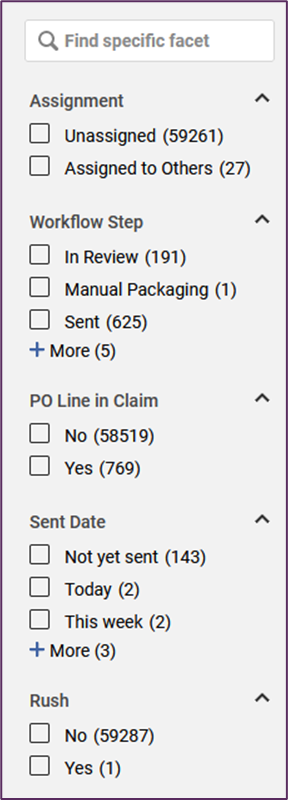 Find specific facet
Assignment
Unassigned (59261)
Assigned to Others (27)
Workflow Step
In Review (191)
Manual Packaging (1)
Sent (625)
+ More (5)
PO Line in Claim
No (58519)
Yes (769)
Sent Date
Not yet sent (143)
Today (2)
This week (2)
+ More (3)
Rush
No (59287)
Yes (1)